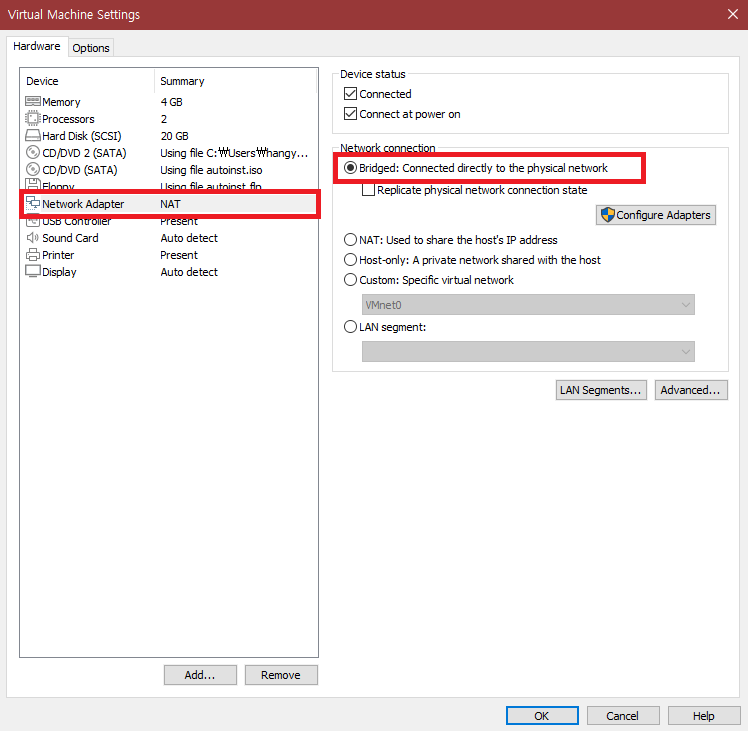 Virtual Machine Settings
Hardware
Options
Device Summary
Memory 4 GB
Processors 2
Hard Disk (SCSI) 20 GB
CD/DVD 2 (SATA) Using file C:₩Users₩hangy...
CD/DVD (SATA) Using file autoinst.iso
Floppy Using file autoinst.flp
Network Adapter NAT
USB Controller Present
Sound Card Auto detect
Printer Present
Display Auto detect
Add...
Remove
Device status
Connected
Connect at power on
Network connection
Bridged: Connected directly to the physical network
Replicate physical network connection state
Configure Adapters
NAT: Used to share the host's IP address
Host-only: A private network shared with the host
Custom: Specific virtual network
VMnet0
LAN segment:
LAN Segments...
Advanced...
OK
Cancel
Help